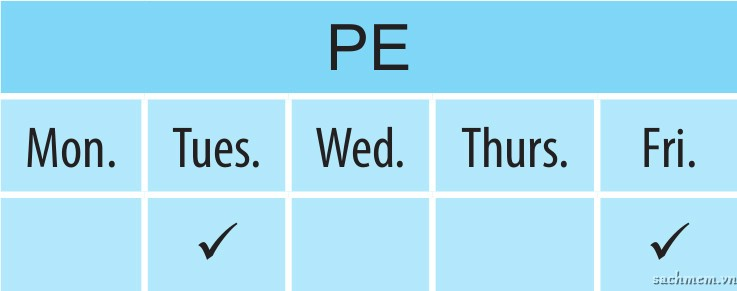 PE
Mon. Tues. Wed. Thurs. Fri.
✓ ✓
sachmem.vn